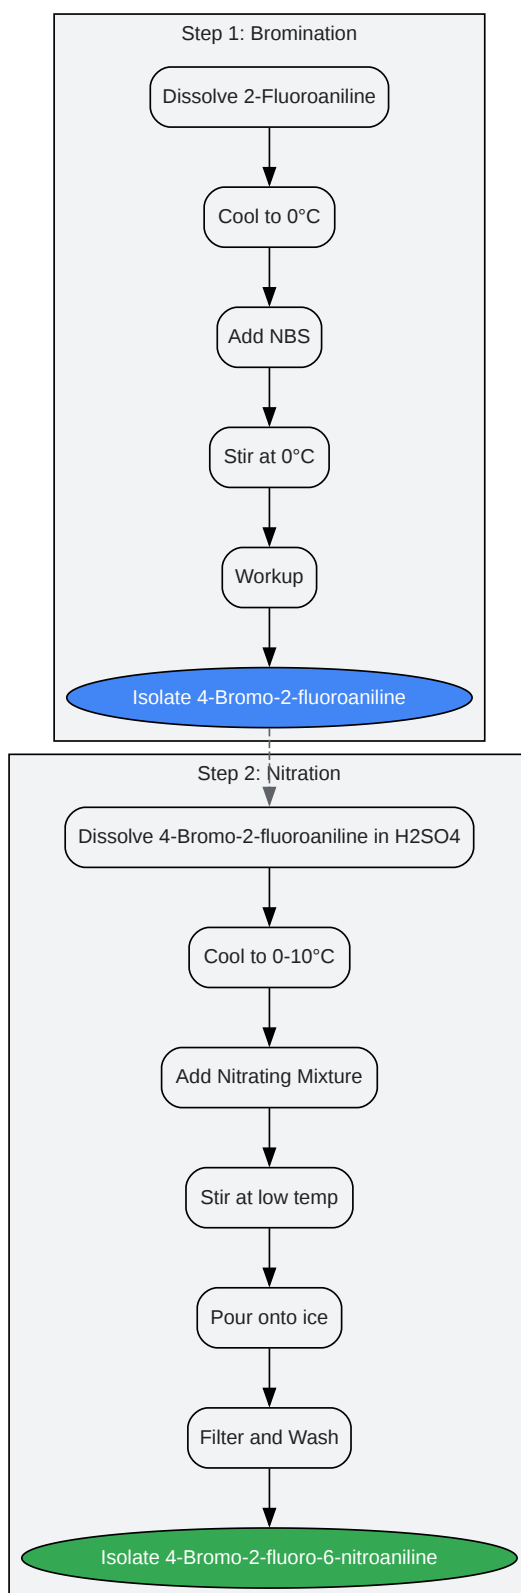 Step 1: Bromination
Dissolve 2-Fluoroaniline
Cool to 0°C
Add NBS
Stir at 0°C
Workup
Isolate 4-Bromo-2-fluoroaniline
Step 2: Nitration
Dissolve 4-Bromo-2-fluoroaniline in H2SO4
Cool to 0-10°C
Add Nitrating Mixture
Stir at low temp
Pour onto ice
Filter and Wash
Isolate 4-Bromo-2-fluoro-6-nitroaniline